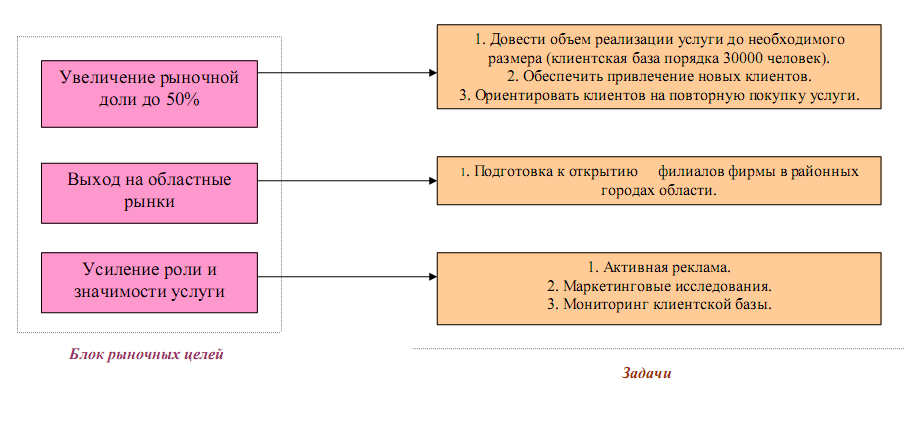 Увеличение рыночной
доли до 50%
1. Довести объем реализации услуги до необходимого
размера (клиентская база порядка 30000 человек).
2. Обеспечить привлечение новых клиентов.
3. Ориентировать клиентов на повторную покупку услуги.
Выход на областные
рынки
1. Подготовка к открытию филиалов фирмы в районных
городах области.
Усиление роли и
значимости услуги
1. Активная реклама.
2. Маркетинговые исследования.
3. Мониторинг клиентской базы.
Блок рыночных целей
Задачи